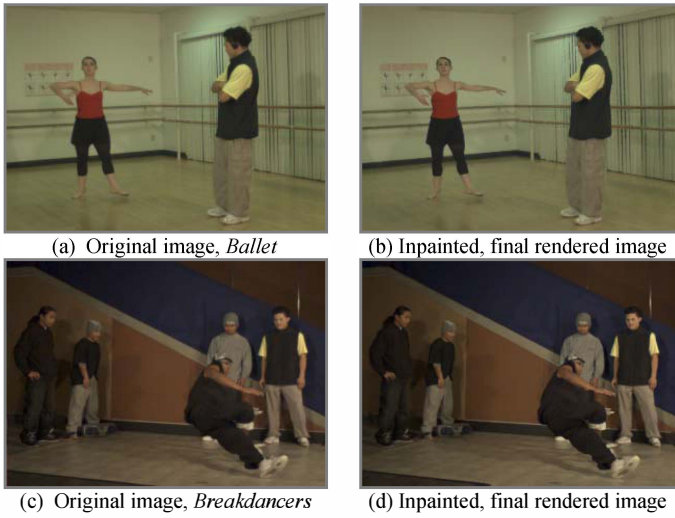 (a) Original image, Ballet
(b) Inpainted, final rendered image
(c) Original image, Breakdancers
(d) Inpainted, final rendered image